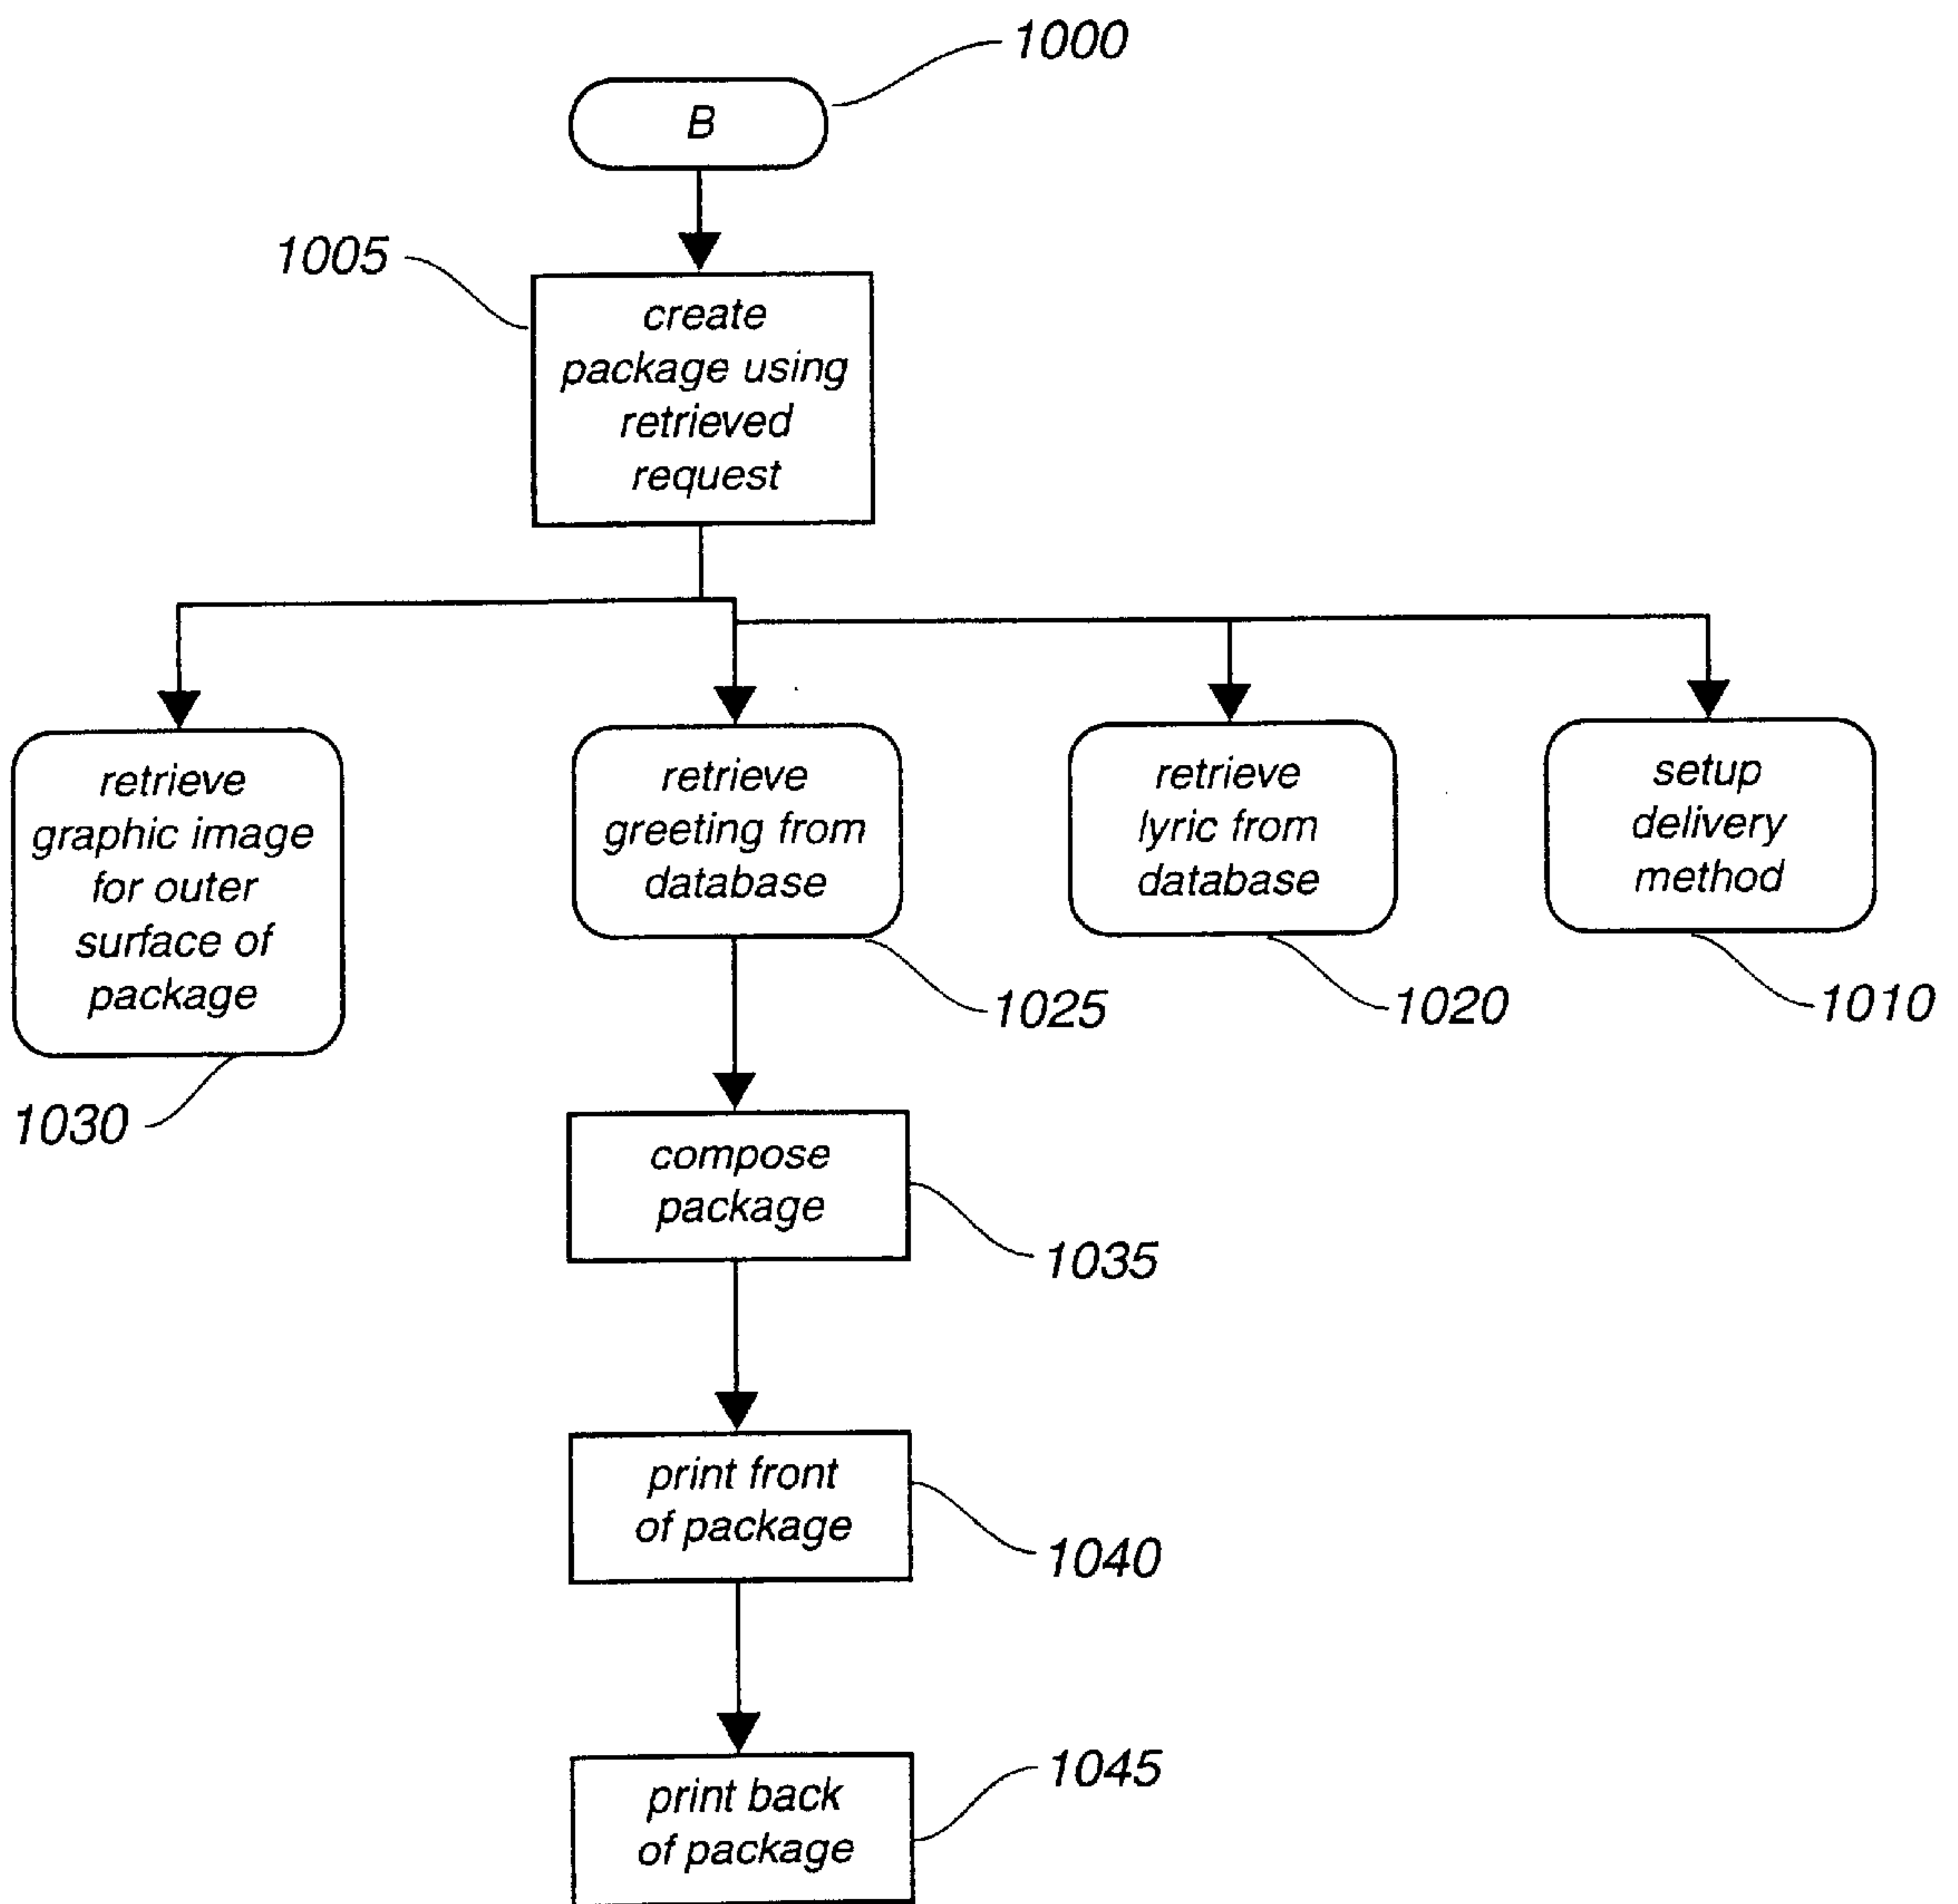 1000
B
1005
create
package using
retrieved
request
retrieve
graphic image
for outer
surface of
package
1030
retrieve
greeting from
database
1025
retrieve
lyric from
database
1020
setup
delivery
method
1010
compose
package
1035
print front
of package
1040
print back
of package
1045